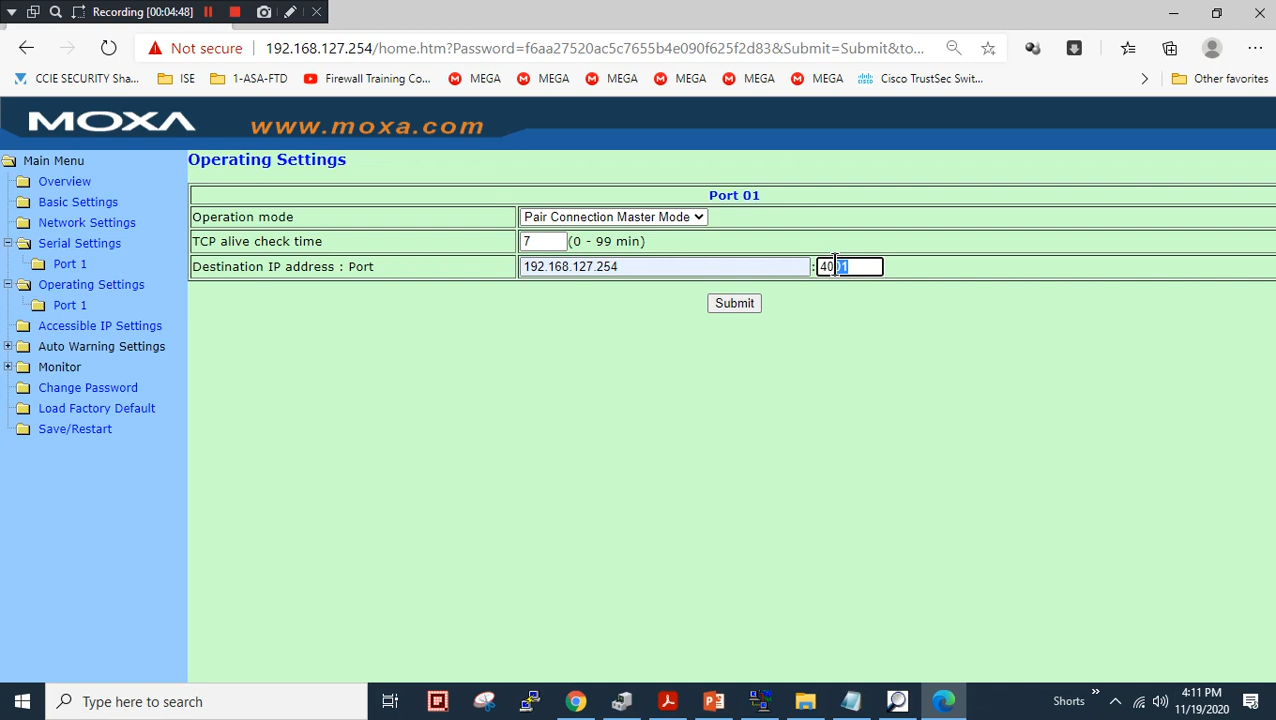 Recording [00:04:48]
Not secure 192.168.127.254/home.htm?Password=f6aa27520ac5c7655b4e090f625f2d83&Submit=Submit&to...
CCIE SECURITY Sha... ISE 1-ASA-FTD Firewall Training Co... MEGA MEGA MEGA MEGA MEGA MEGA Cisco TrustSec Swit... Other favorites
MOXA www.moxa.com
Main Menu
Overview
Basic Settings
Network Settings
Serial Settings
Port 1
Operating Settings
Port 1
Accessible IP Settings
Auto Warning Settings
Monitor
Change Password
Load Factory Default
Save/Restart
Operating Settings
Port 01
Operation mode Pair Connection Master Mode
TCP alive check time 7 (0 - 99 min)
Destination IP address : Port 192.168.127.254 : 4001
Submit
Type here to search
Shorts
4:11 PM
11/19/2020